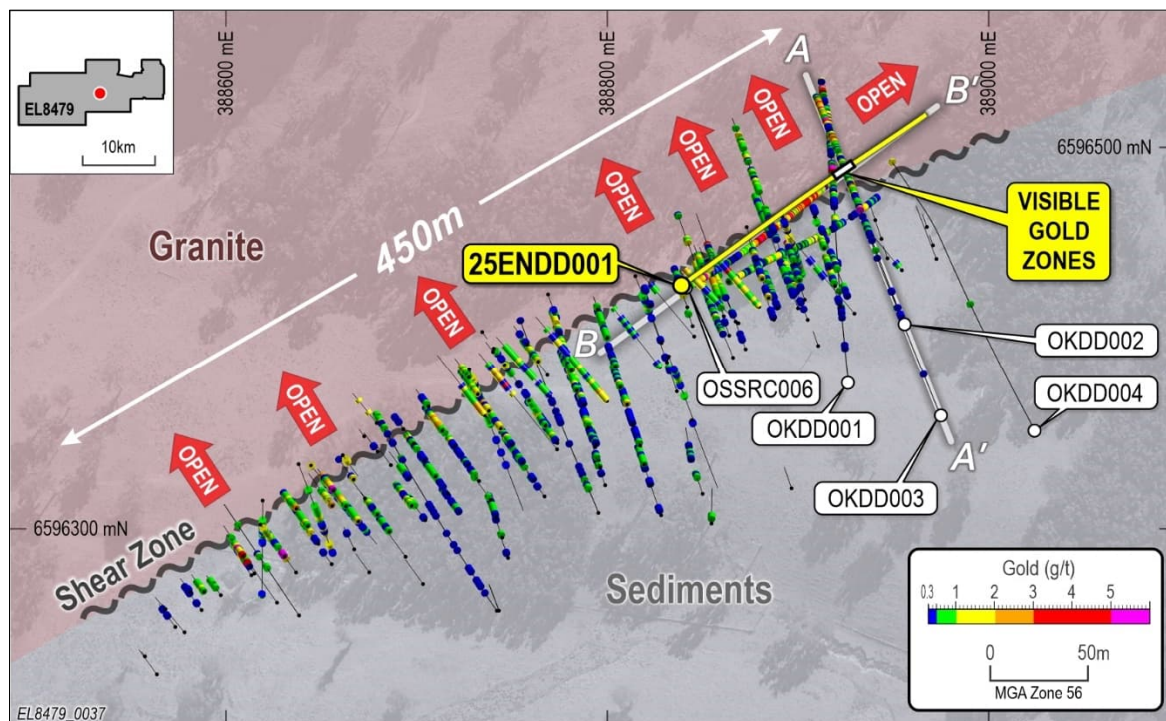 EL8479
10km
388600 mE
388800 mE
389000 mE
A
B'
OPEN
OPEN
OPEN
OPEN
OPEN
6596500 mN
Granite
450m
25ENDD001
VISIBLE
GOLD
ZONES
OPEN
B
OSSRC006
OKDD001
OKDD002
OKDD004
OPEN
A'
OKDD003
OPEN
6596300 mN
Shear Zone
Sediments
Gold (g/t)
0.3 1 2 3 4 5
0 50m
MGA Zone 56
EL8479_0037